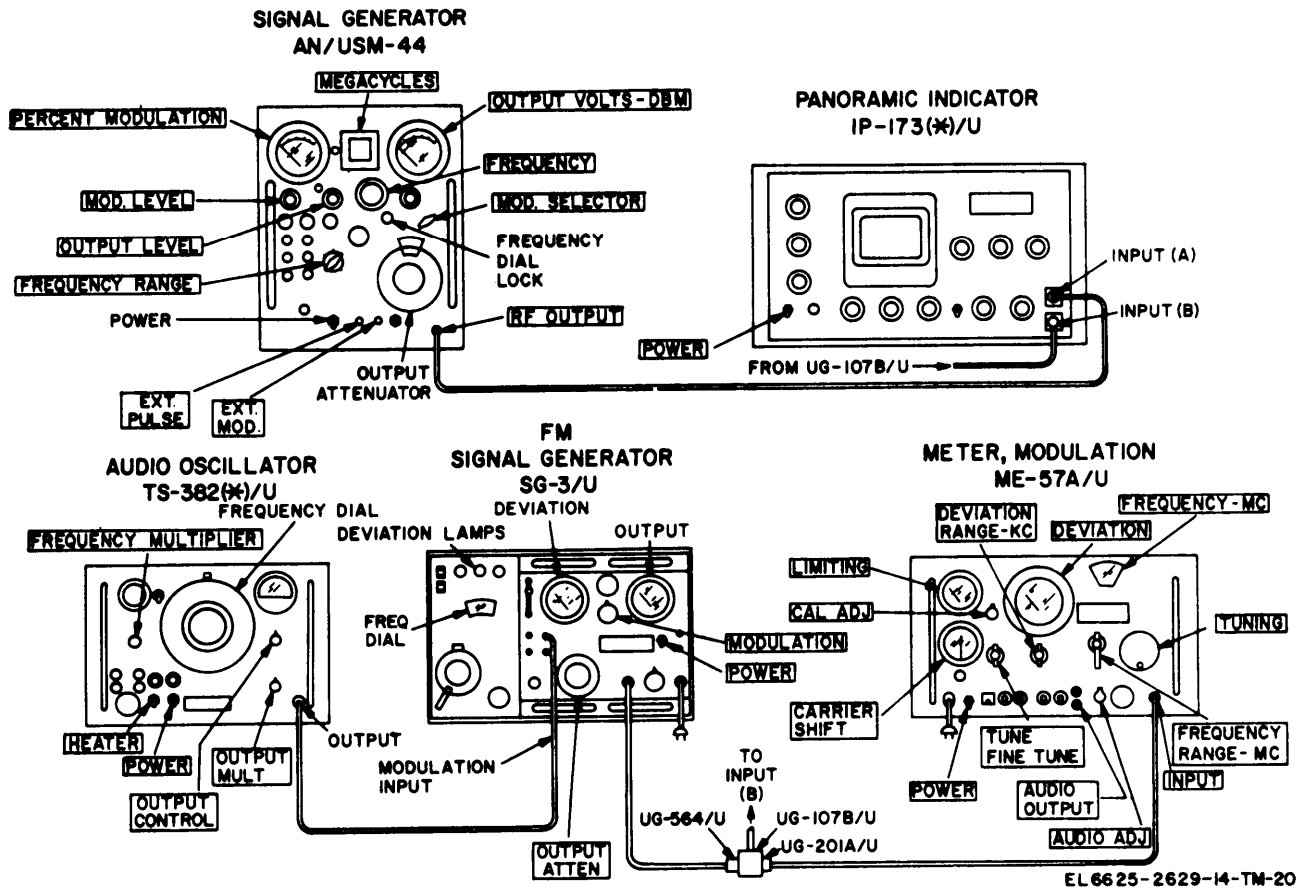 SIGNAL GENERATOR
AN/USM-44
MEGACYCLES
PERCENT MODULATION
OUTPUT VOLTS-DBM
FREQUENCY
MOD. LEVEL
MOD. SELECTOR
OUTPUT LEVEL
FREQUENCY
DIAL
LOCK
FREQUENCY RANGE
POWER
RF OUTPUT
OUTPUT
ATTENUATOR
EXT.
PULSE
EXT.
MOD.
PANORAMIC INDICATOR
IP-173(*)/U
INPUT (A)
INPUT (B)
POWER
FROM UG-107B/U
AUDIO OSCILLATOR
TS-382(*)/U
FREQUENCY DIAL
FREQUENCY MULTIPLIER
HEATER
POWER
OUTPUT
CONTROL
OUTPUT
MULT
OUTPUT
FM
SIGNAL GENERATOR
SG-3/U
DEVIATION
DEVIATION LAMPS
OUTPUT
FREQ
DIAL
MODULATION
POWER
MODULATION
INPUT
OUTPUT
ATTEN
TO
INPUT
(B)
UG-564/U
UG-107B/U
UG-201A/U
METER, MODULATION
ME-57A/U
DEVIATION
RANGE-KC
DEVIATION
FREQUENCY-MC
LIMITING
CAL ADJ
TUNING
CARRIER
SHIFT
POWER
TUNE
FINE TUNE
AUDIO
OUTPUT
AUDIO ADJ
FREQUENCY
RANGE-MC
INPUT
EL6625-2629-14-TM-20